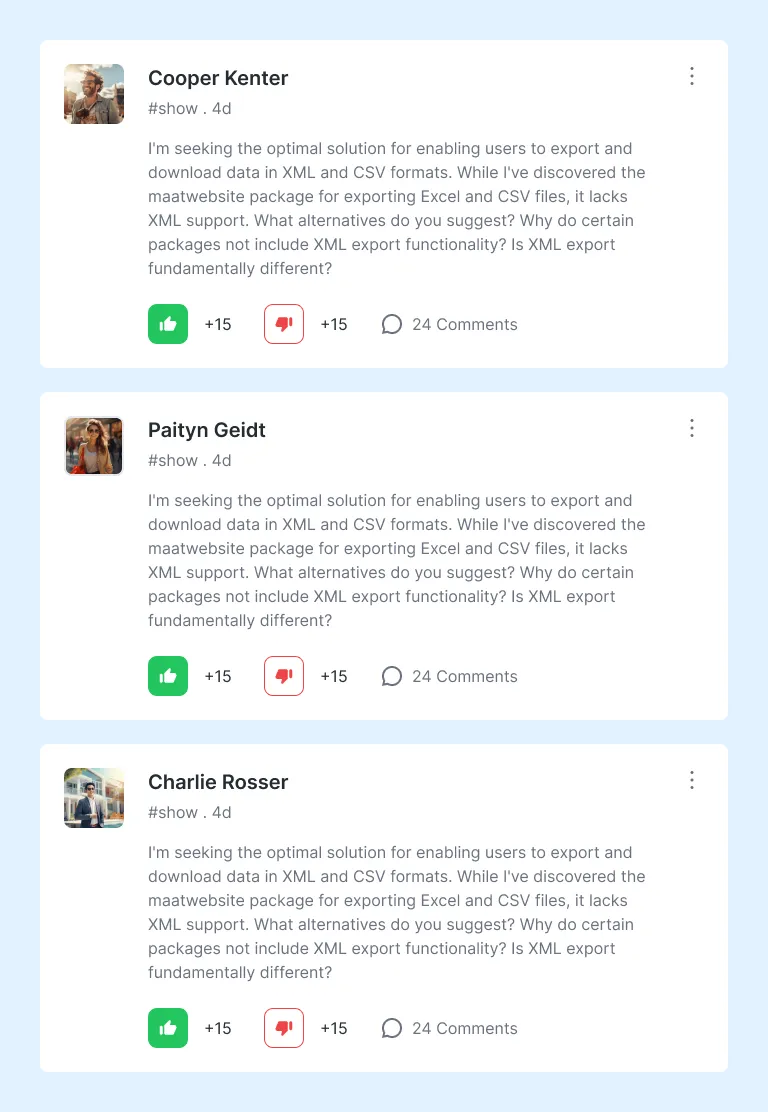 Cooper Kenter
#show . 4d
I'm seeking the optimal solution for enabling users to export and
download data in XML and CSV formats. While I've discovered the
maatwebsite package for exporting Excel and CSV files, it lacks
XML support. What alternatives do you suggest? Why do certain
packages not include XML export functionality? Is XML export
fundamentally different?
+15 +15 24 Comments
Paityn Geidt
#show . 4d
I'm seeking the optimal solution for enabling users to export and
download data in XML and CSV formats. While I've discovered the
maatwebsite package for exporting Excel and CSV files, it lacks
XML support. What alternatives do you suggest? Why do certain
packages not include XML export functionality? Is XML export
fundamentally different?
+15 +15 24 Comments
Charlie Rosser
#show . 4d
I'm seeking the optimal solution for enabling users to export and
download data in XML and CSV formats. While I've discovered the
maatwebsite package for exporting Excel and CSV files, it lacks
XML support. What alternatives do you suggest? Why do certain
packages not include XML export functionality? Is XML export
fundamentally different?
+15 +15 24 Comments